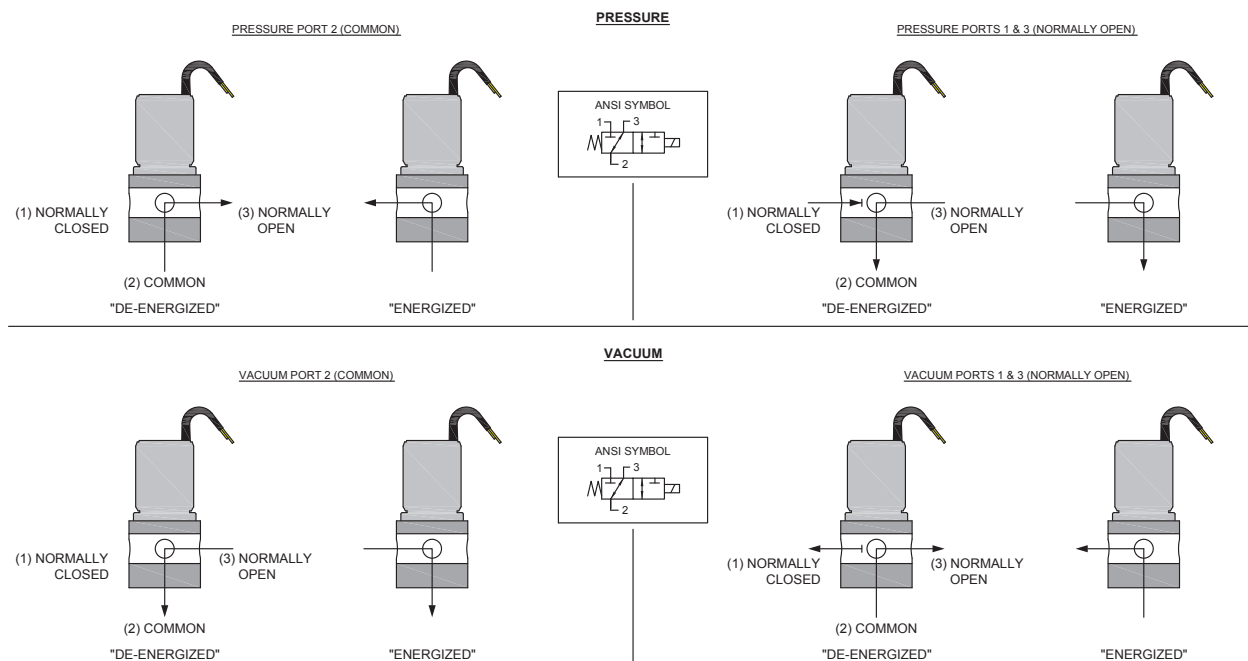 PRESSURE
PRESSURE PORT 2 (COMMON)
PRESSURE PORTS 1 & 3 (NORMALLY OPEN)
ANSI SYMBOL
1
3
2
(1) NORMALLY
CLOSED
(3) NORMALLY
OPEN
(2) COMMON
"DE-ENERGIZED"
"ENERGIZED"
(1) NORMALLY
CLOSED
(3) NORMALLY
OPEN
(2) COMMON
"DE-ENERGIZED"
"ENERGIZED"
VACUUM
VACUUM PORT 2 (COMMON)
VACUUM PORTS 1 & 3 (NORMALLY OPEN)
ANSI SYMBOL
1
3
2
(1) NORMALLY
CLOSED
(3) NORMALLY
OPEN
(2) COMMON
"DE-ENERGIZED"
"ENERGIZED"
(1) NORMALLY
CLOSED
(3) NORMALLY
OPEN
(2) COMMON
"DE-ENERGIZED"
"ENERGIZED"